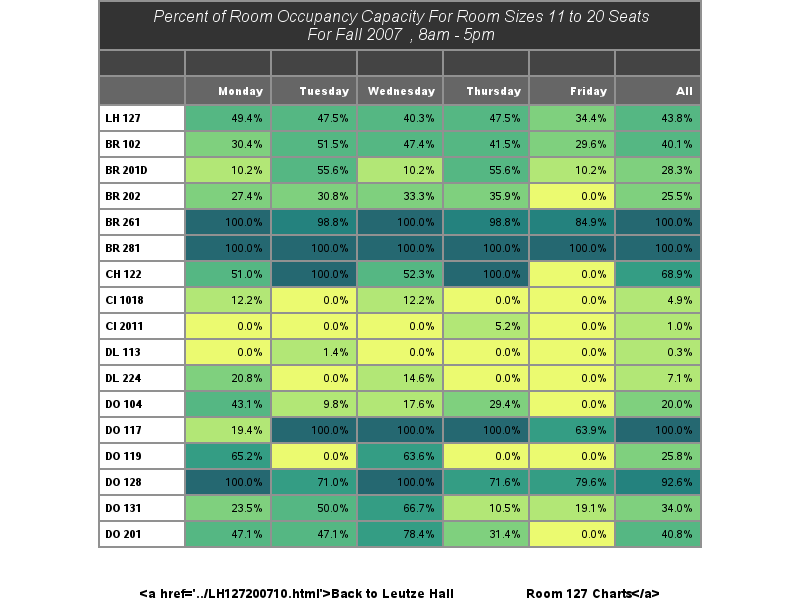 Percent of Room Occupancy Capacity For Room Sizes 11 to 20 Seats
For Fall 2007 , 8am - 5pm
Monday Tuesday Wednesday Thursday Friday All
LH 127 49.4% 47.5% 40.3% 47.5% 34.4% 43.8%
BR 102 30.4% 51.5% 47.4% 41.5% 29.6% 40.1%
BR 201D 10.2% 55.6% 10.2% 55.6% 10.2% 28.3%
BR 202 27.4% 30.8% 33.3% 35.9% 0.0% 25.5%
BR 261 100.0% 98.8% 100.0% 98.8% 84.9% 100.0%
BR 281 100.0% 100.0% 100.0% 100.0% 100.0% 100.0%
CH 122 51.0% 100.0% 52.3% 100.0% 0.0% 68.9%
CI 1018 12.2% 0.0% 12.2% 0.0% 0.0% 4.9%
CI 2011 0.0% 0.0% 0.0% 5.2% 0.0% 1.0%
DL 113 0.0% 1.4% 0.0% 0.0% 0.0% 0.3%
DL 224 20.8% 0.0% 14.6% 0.0% 0.0% 7.1%
DO 104 43.1% 9.8% 17.6% 29.4% 0.0% 20.0%
DO 117 19.4% 100.0% 100.0% 100.0% 63.9% 100.0%
DO 119 65.2% 0.0% 63.6% 0.0% 0.0% 25.8%
DO 128 100.0% 71.0% 100.0% 71.6% 79.6% 92.6%
DO 131 23.5% 50.0% 66.7% 10.5% 19.1% 34.0%
DO 201 47.1% 47.1% 78.4% 31.4% 0.0% 40.8%
<a href='../LH127200710.html'>Back to Leutze Hall Room 127 Charts</a>